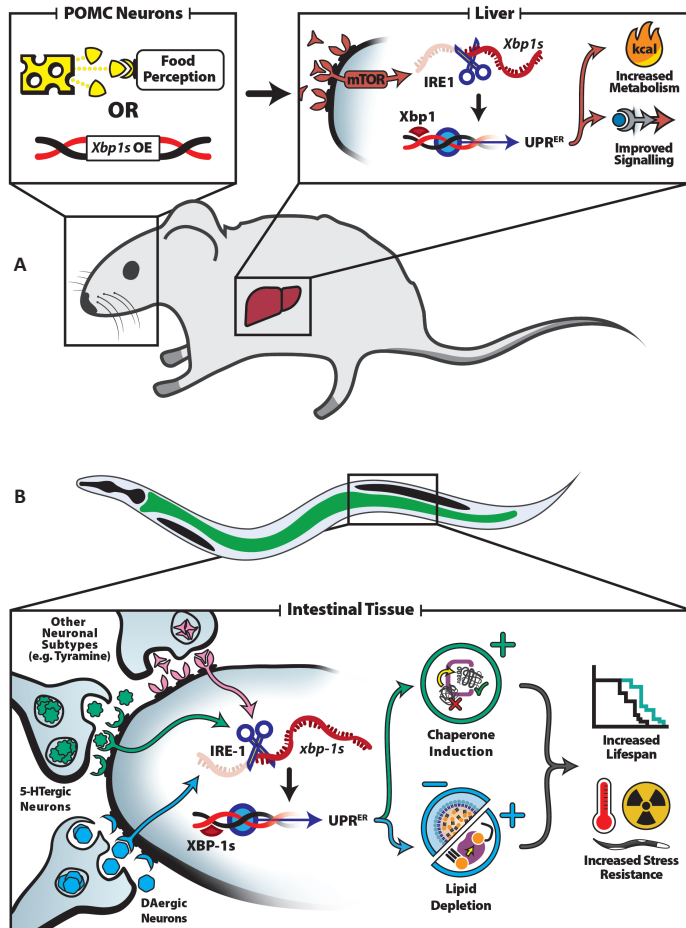 POMC Neurons
Food
Perception
OR
Xbp1s OE
Liver
mTOR
IRE1
Xbp1s
Xbp1
UPRER
kcal
Increased
Metabolism
Improved
Signalling
A
B
Intestinal Tissue
Other
Neuronal
Subtypes
(e.g. Tyramine)
5-HTergic
Neurons
DAergic
Neurons
IRE-1
xbp-1s
XBP-1s
UPRER
Chaperone
Induction
Lipid
Depletion
Increased
Lifespan
Increased Stress
Resistance